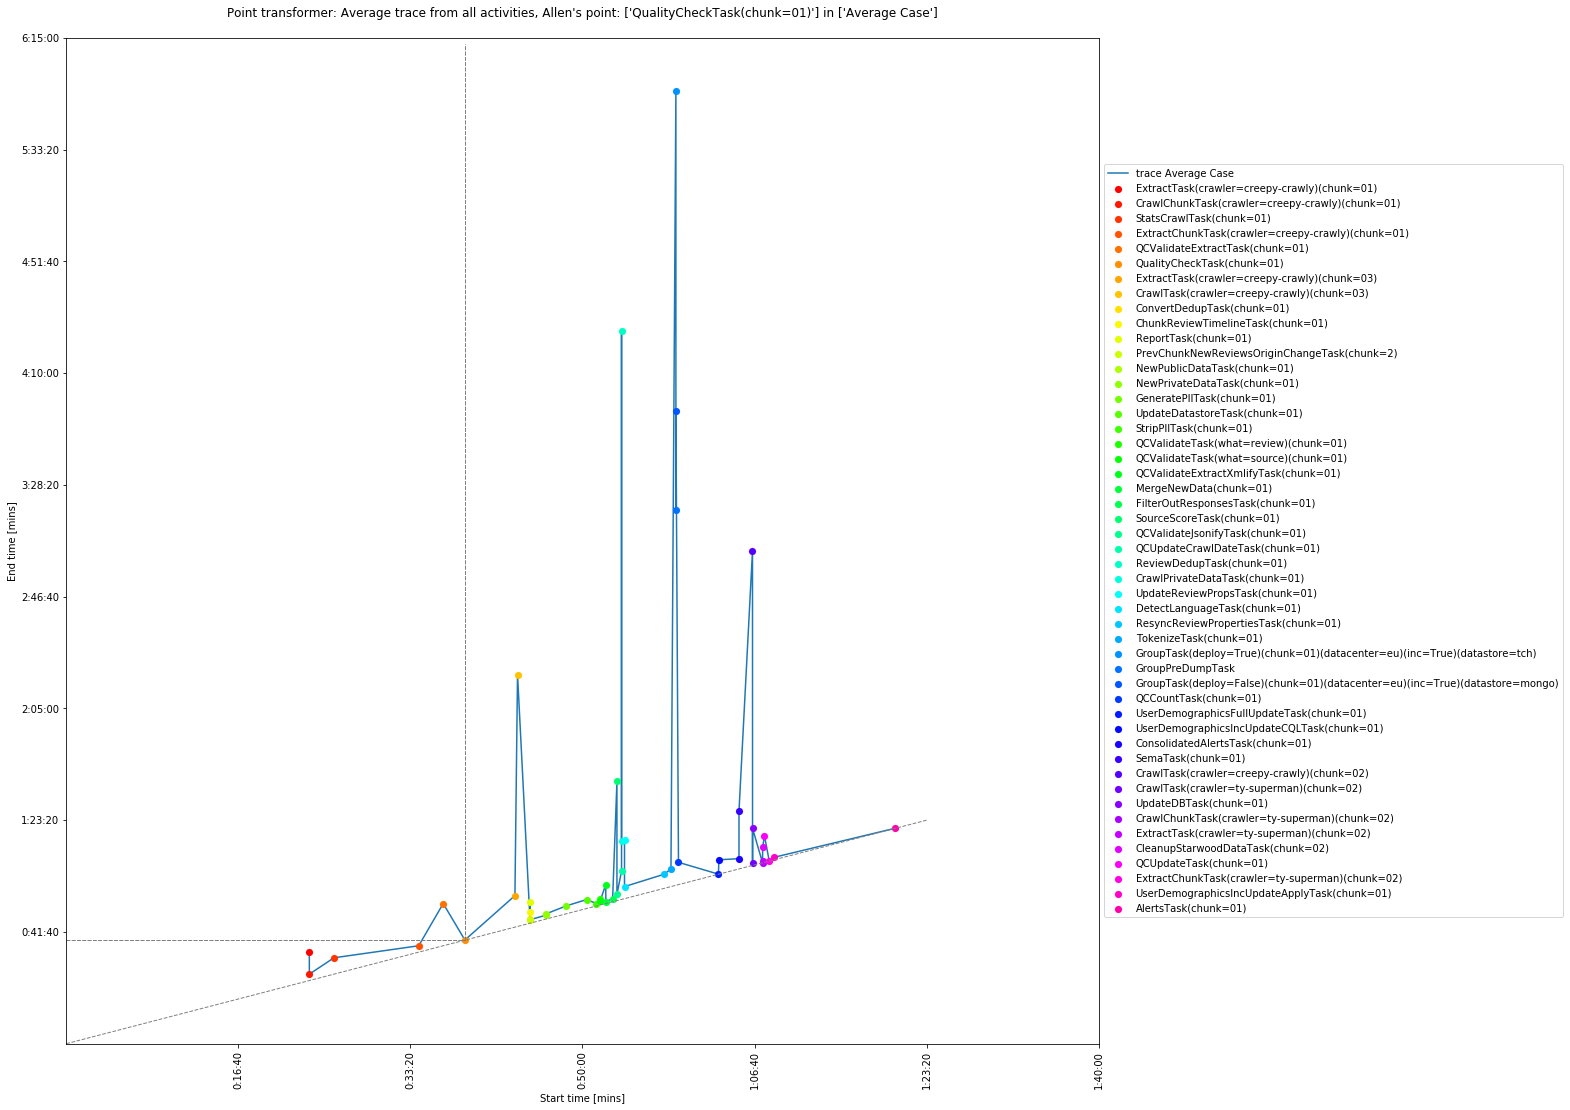 Point transformer: Average trace from all activities, Allen's point: ['QualityCheckTask(chunk=01)'] in ['Average Case']
6:15:00
5:33:20
4:51:40
4:10:00
3:28:20
2:46:40
2:05:00
1:23:20
0:41:40
End time [mins]
0:16:40
0:33:20
0:50:00
1:06:40
1:23:20
1:40:00
Start time [mins]
trace Average Case
ExtractTask(crawler=creepy-crawly)(chunk=01)
CrawlChunkTask(crawler=creepy-crawly)(chunk=01)
StatsCrawlTask(chunk=01)
ExtractChunkTask(crawler=creepy-crawly)(chunk=01)
QCValidateExtractTask(chunk=01)
QualityCheckTask(chunk=01)
ExtractTask(crawler=creepy-crawly)(chunk=03)
CrawlTask(crawler=creepy-crawly)(chunk=03)
ConvertDedupTask(chunk=01)
ChunkReviewTimelineTask(chunk=01)
ReportTask(chunk=01)
PrevChunkNewReviewsOriginChangeTask(chunk=2)
NewPublicDataTask(chunk=01)
NewPrivateDataTask(chunk=01)
GeneratePIITask(chunk=01)
UpdateDatastoreTask(chunk=01)
StripPIITask(chunk=01)
QCValidateTask(what=review)(chunk=01)
QCValidateTask(what=source)(chunk=01)
QCValidateExtractXmlifyTask(chunk=01)
MergeNewData(chunk=01)
FilterOutResponsesTask(chunk=01)
SourceScoreTask(chunk=01)
QCValidateJsonifyTask(chunk=01)
QCUpdateCrawlDateTask(chunk=01)
ReviewDedupTask(chunk=01)
CrawlPrivateDataTask(chunk=01)
UpdateReviewPropsTask(chunk=01)
DetectLanguageTask(chunk=01)
ResyncReviewPropertiesTask(chunk=01)
TokenizeTask(chunk=01)
GroupTask(deploy=True)(chunk=01)(datacenter=eu)(inc=True)(datastore=tch)
GroupPreDumpTask
GroupTask(deploy=False)(chunk=01)(datacenter=eu)(inc=True)(datastore=mongo)
QCCountTask(chunk=01)
UserDemographicsFullUpdateTask(chunk=01)
UserDemographicsIncUpdateCQLTask(chunk=01)
ConsolidatedAlertsTask(chunk=01)
SemaTask(chunk=01)
CrawlTask(crawler=creepy-crawly)(chunk=02)
CrawlTask(crawler=ty-superman)(chunk=02)
UpdateDBTask(chunk=01)
CrawlChunkTask(crawler=ty-superman)(chunk=02)
ExtractTask(crawler=ty-superman)(chunk=02)
CleanupStarwoodDataTask(chunk=02)
QCUpdateTask(chunk=01)
ExtractChunkTask(crawler=ty-superman)(chunk=02)
UserDemographicsIncUpdateApplyTask(chunk=01)
AlertsTask(chunk=01)